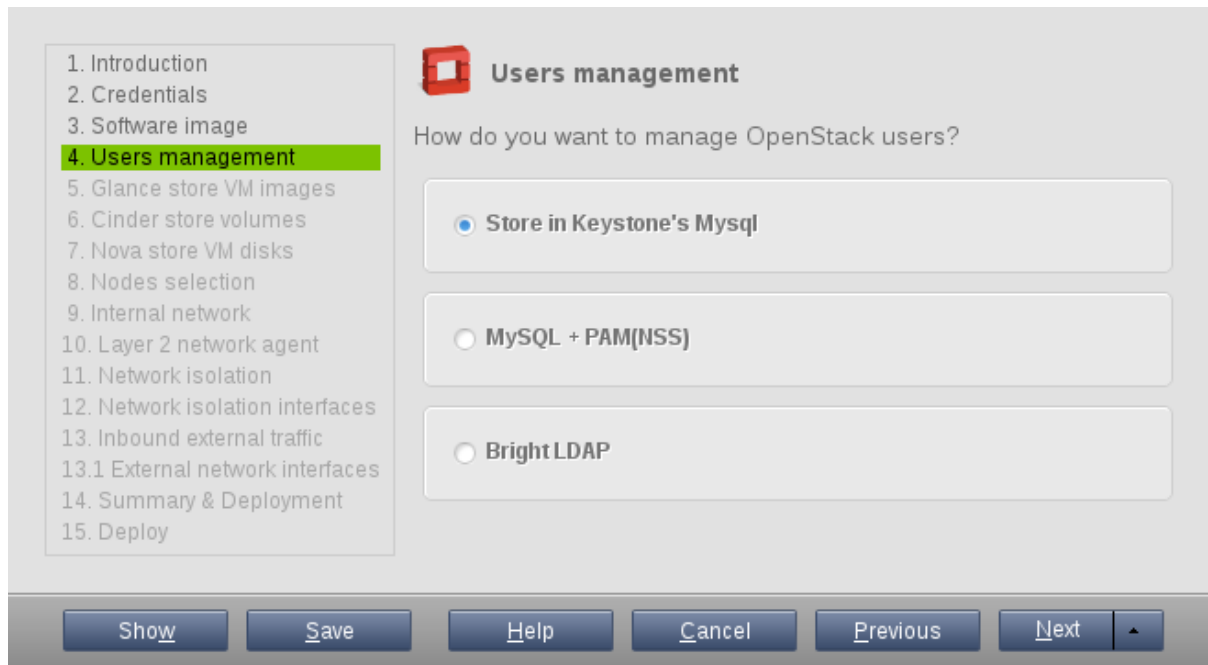 1. Introduction
2. Credentials
3. Software image
4. Users management
5. Glance store VM images
6. Cinder store volumes
7. Nova store VM disks
8. Nodes selection
9. Internal network
10. Layer 2 network agent
11. Network isolation
12. Network isolation interfaces
13. Inbound external traffic
13.1 External network interfaces
14. Summary & Deployment
15. Deploy
Users management
How do you want to manage OpenStack users?
Store in Keystone's Mysql
MySQL + PAM(NSS)
Bright LDAP
Show Save Help Cancel Previous Next